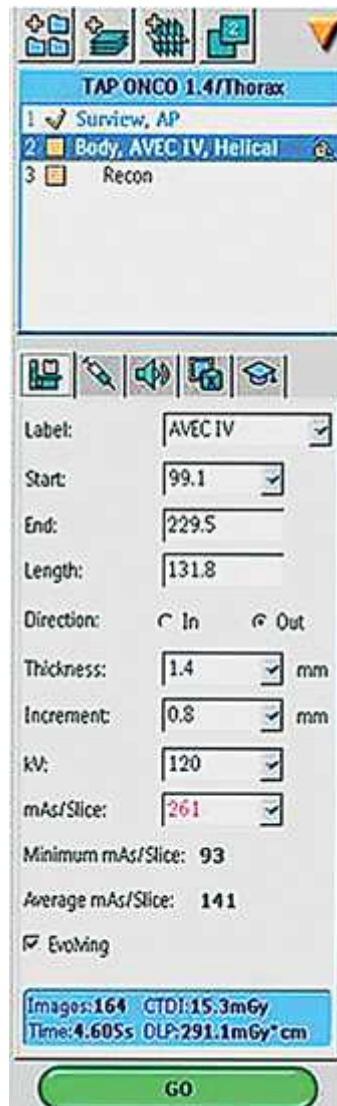 2
TAP ONCO 1.4/Thorax
1 Surview, AP
2 Body, AVEC IV, Helical
3 Recon
Label: AVEC IV
Start: 99.1
End: 229.5
Length: 131.8
Direction: In Out
Thickness: 1.4 mm
Increment: 0.8 mm
kV: 120
mAs/Slice: 261
Minimum mAs/Slice: 93
Average mAs/Slice: 141
Evolving
Images:164 CTDI:15.3mGy
Time:4.605s DLP:291.1mGy*cm
GO